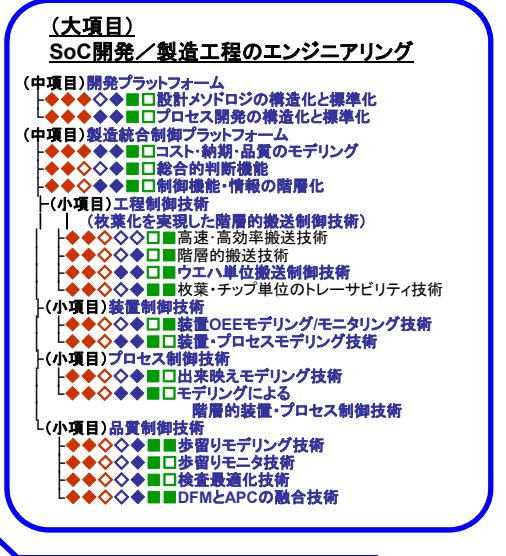 （大項目）
SoC開発／製造工程のエンジニアリング
(中項目)開発プラットフォーム
├◆◆◆◇◆■□設計メソドロジの構造化と標準化
└◆◆◆◆◆■□プロセス開発の構造化と標準化
(中項目)製造統合制御プラットフォーム
├◆◆◆◆◆■□コスト・納期・品質のモデリング
├◆◆◇◇◆■□総合的判断機能
├◆◆◇◆◆■□制御機能・情報の階層化
├(小項目)工程制御技術
│ │ （枚葉化を実現した階層的搬送制御技術）
│ ├◆◆◇◇◇□■高速・高効率搬送技術
│ ├◆◆◇◇◆□■階層的搬送技術
│ ├◆◆◇◆◆□■ウエハ単位搬送制御技術
│ └◆◆◇◇◆■■枚葉・チップ単位のトレーサビリティ技術
├(小項目)装置制御技術
│ ├◆◆◇◆◆□■装置OEEモデリング/モニタリング技術
│ └◆◆◇◇◆■□装置・プロセスモデリング技術
├(小項目)プロセス制御技術
│ ├◆◆◇◇◆■□出来映えモデリング技術
│ └◆◆◇◆◆■□モデリングによる
│ 階層的装置・プロセス制御技術
└(小項目)品質制御技術
├◆◆◇◇◆■■歩留りモデリング技術
├◆◆◇◇◆■□歩留りモニタ技術
├◆◆◇◇◆■□検査最適化技術
└◆◆◇◇◆■■DFMとAPCの融合技術